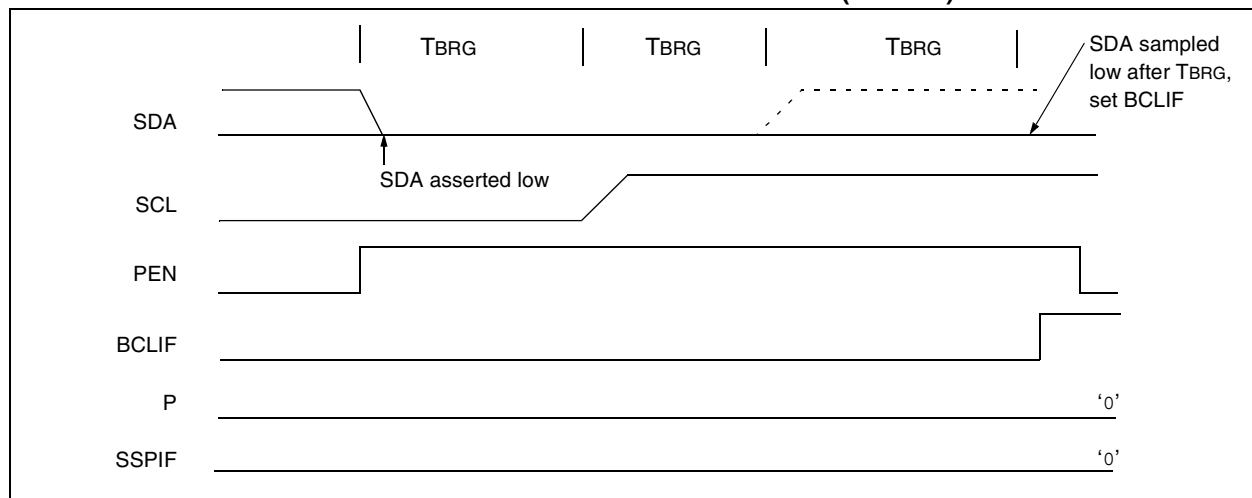 TBRG TBRG TBRG
SDA sampled
low after TBRG,
set BCLIF
SDA
SDA asserted low
SCL
PEN
BCLIF
P
‘0’
SSPIF
‘0’